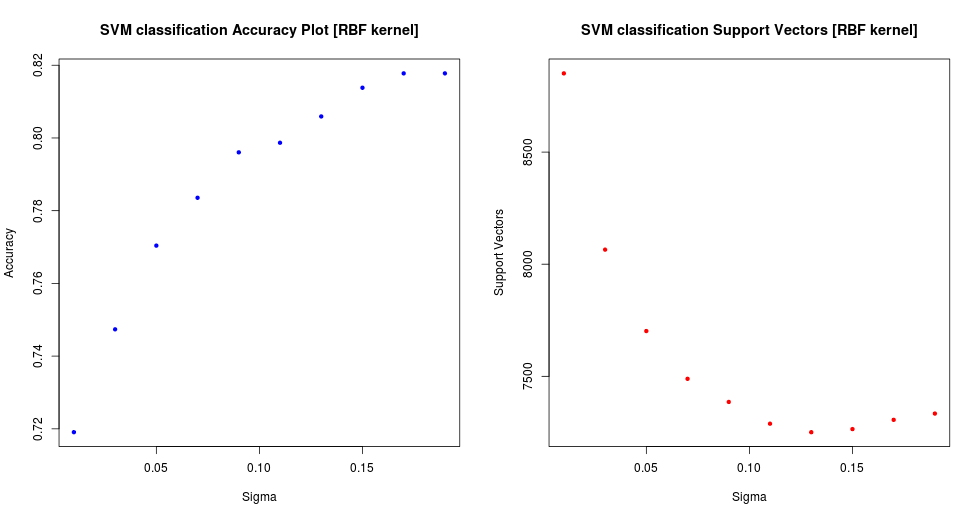 SVM classification Accuracy Plot [RBF kernel]
Accuracy
0.82
0.80
0.78
0.76
0.74
0.72
0.05 0.10 0.15
Sigma
SVM classification Support Vectors [RBF kernel]
Support Vectors
8500
8000
7500
0.05 0.10 0.15
Sigma